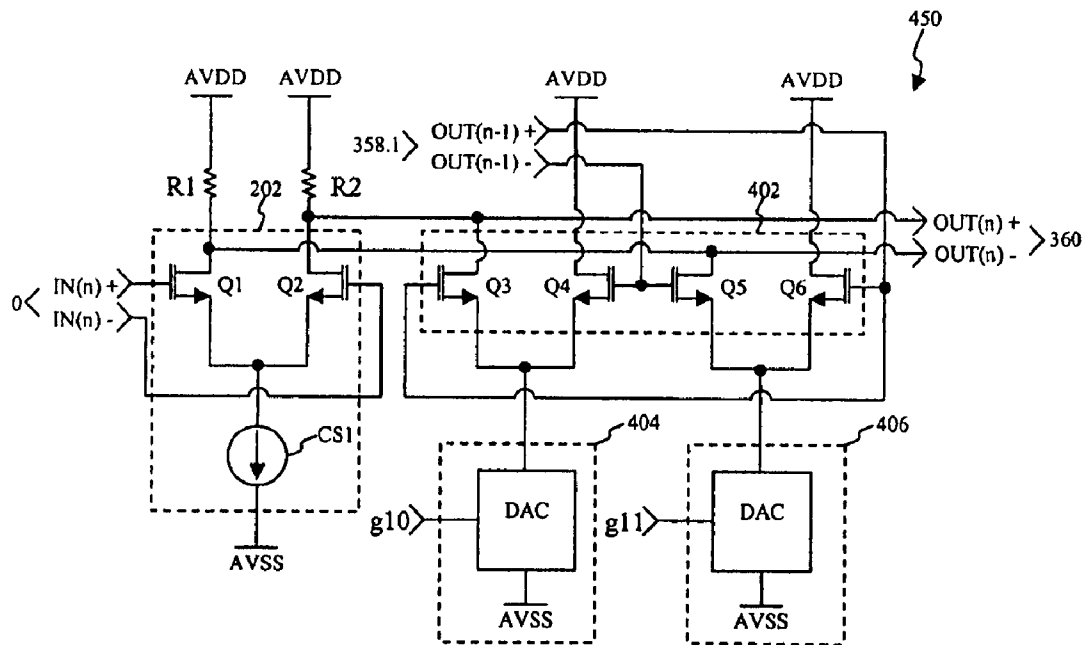 450
AVDD
AVDD
AVDD
AVDD
358.1
OUT(n-1) +
OUT(n-1) -
R1
202
R2
402
OUT(n) +
OUT(n) -
360
0
IN(n) +
IN(n) -
Q1
Q2
Q3
Q4
Q5
Q6
CS1
404
406
g10
DAC
g11
DAC
AVSS
AVSS
AVSS